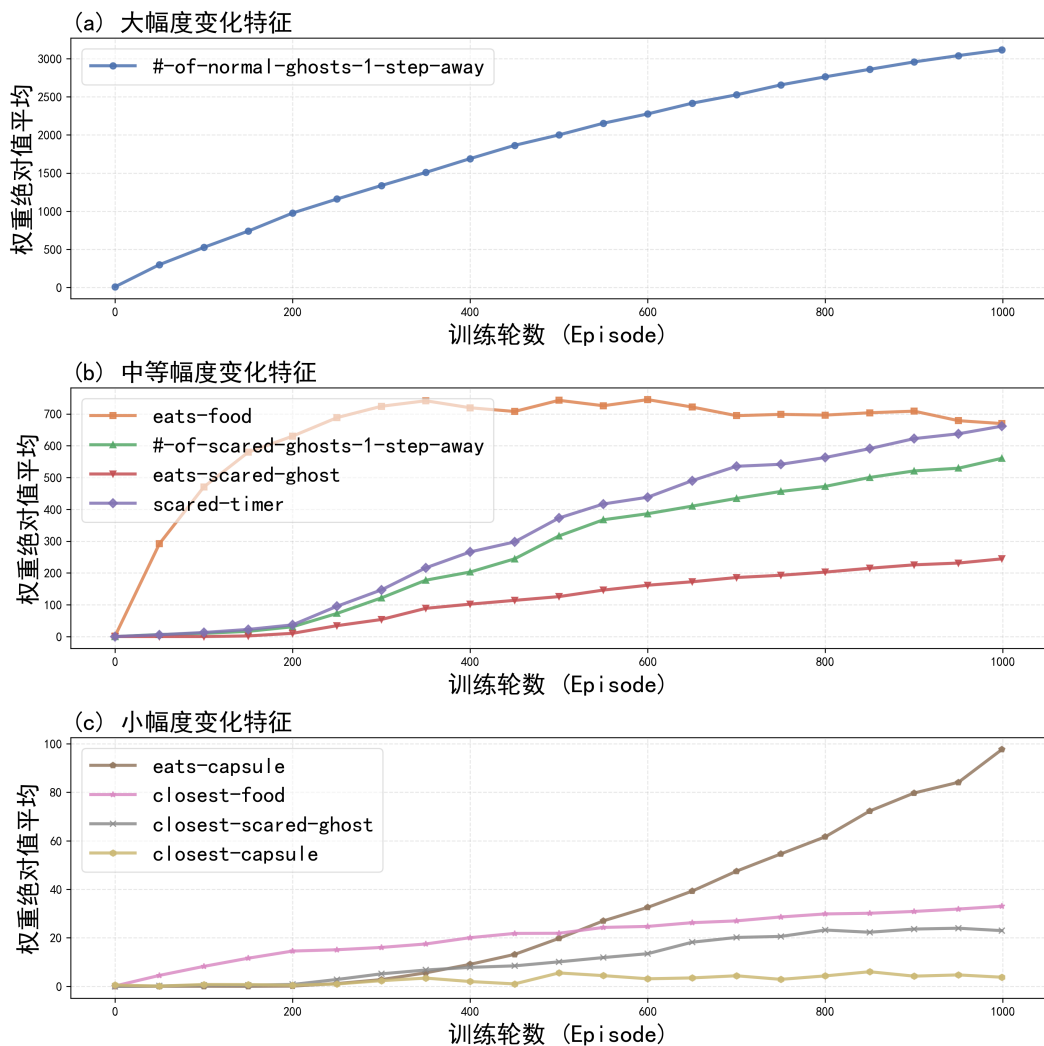 (a) 大幅度变化特征
#-of-normal-ghosts-1-step-away
权重绝对值平均
3000
2500
2000
1500
1000
500
0
0 200 400 600 800 1000
训练轮数 (Episode)
(b) 中等幅度变化特征
eats-food
#-of-scared-ghosts-1-step-away
eats-scared-ghost
scared-timer
权重绝对值平均
700
600
500
400
300
200
100
0
0 200 400 600 800 1000
训练轮数 (Episode)
(c) 小幅度变化特征
eats-capsule
closest-food
closest-scared-ghost
closest-capsule
权重绝对值平均
100
80
60
40
20
0
0 200 400 600 800 1000
训练轮数 (Episode)